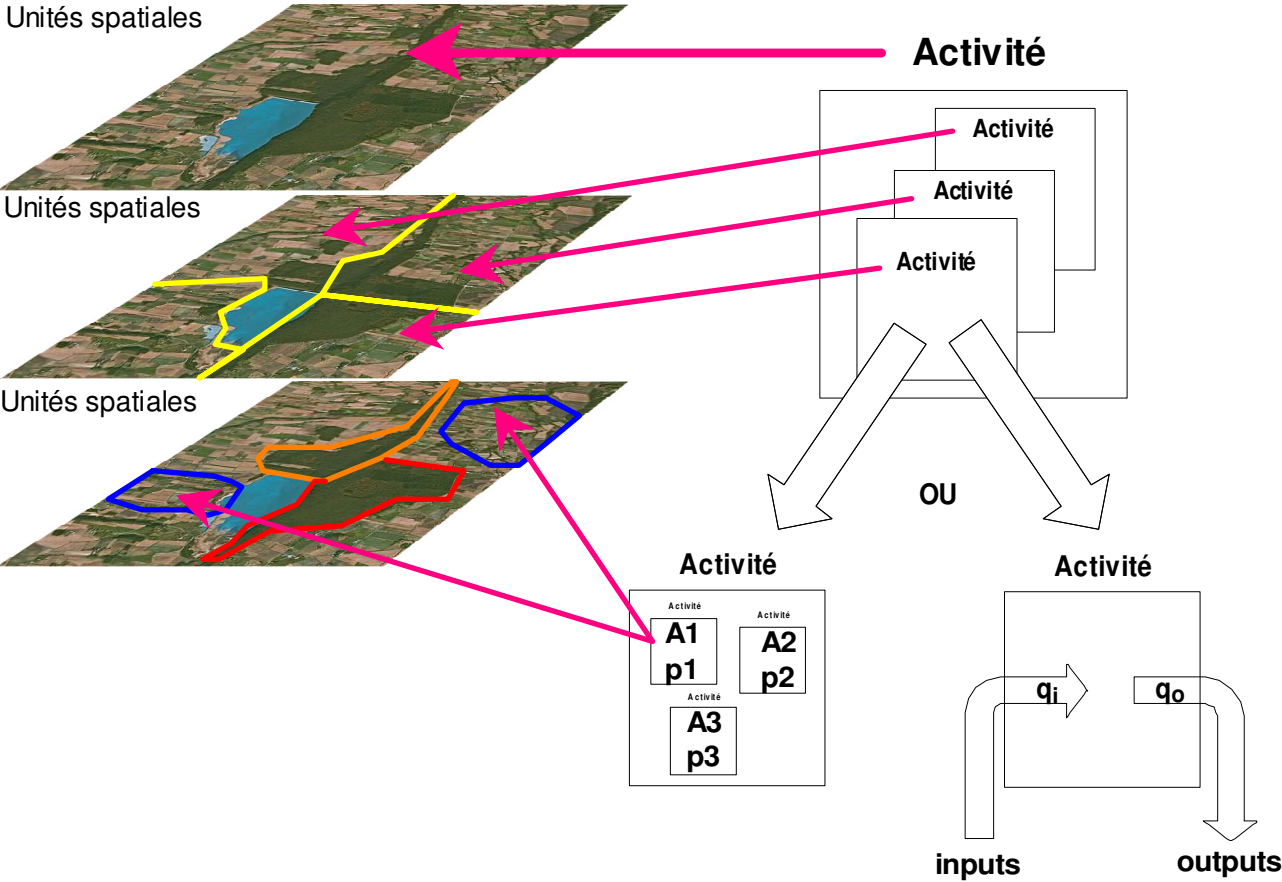 Unités spatiales
Activité
Activité
Unités spatiales
Activité
Activité
Unités spatiales
OU
Activité
Activité
Activité
A1
p1
Activité
A2
p2
Activité
A3
p3
qi
qo
inputs
outputs